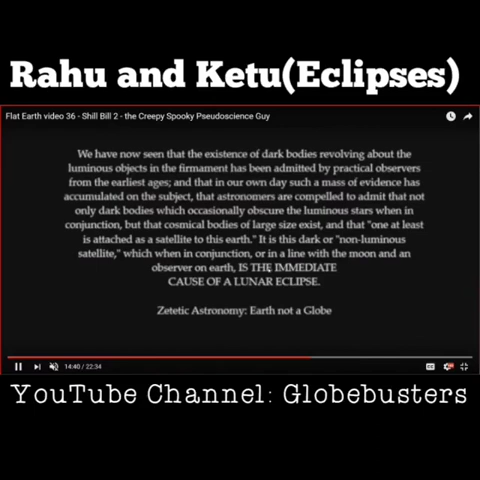 Rahu and Ketu(Eclipses)
Flat Earth video 36 - Shill Bill 2 - the Creepy Spooky Pseudoscience Guy
We have now seen that the existence of dark bodies revolving about the
luminous objects in the firmament has been admitted by practical observers
from the earliest ages; and that in our own day such a mass of evidence has
accumulated on the subject, that astronomers are compelled to admit that not
only dark bodies which occasionally obscure the luminous stars when in
conjunction, but that cosmical bodies of large size exist, and that "one at least
is attached as a satellite to this earth." It is this dark or "non-luminous
satellite," which when in conjunction, or in a line with the moon and an
observer on earth, IS THE IMMEDIATE
CAUSE OF A LUNAR ECLIPSE.
Zetetic Astronomy: Earth not a Globe
14:40 / 22:34
YouTube Channel: Globebusters